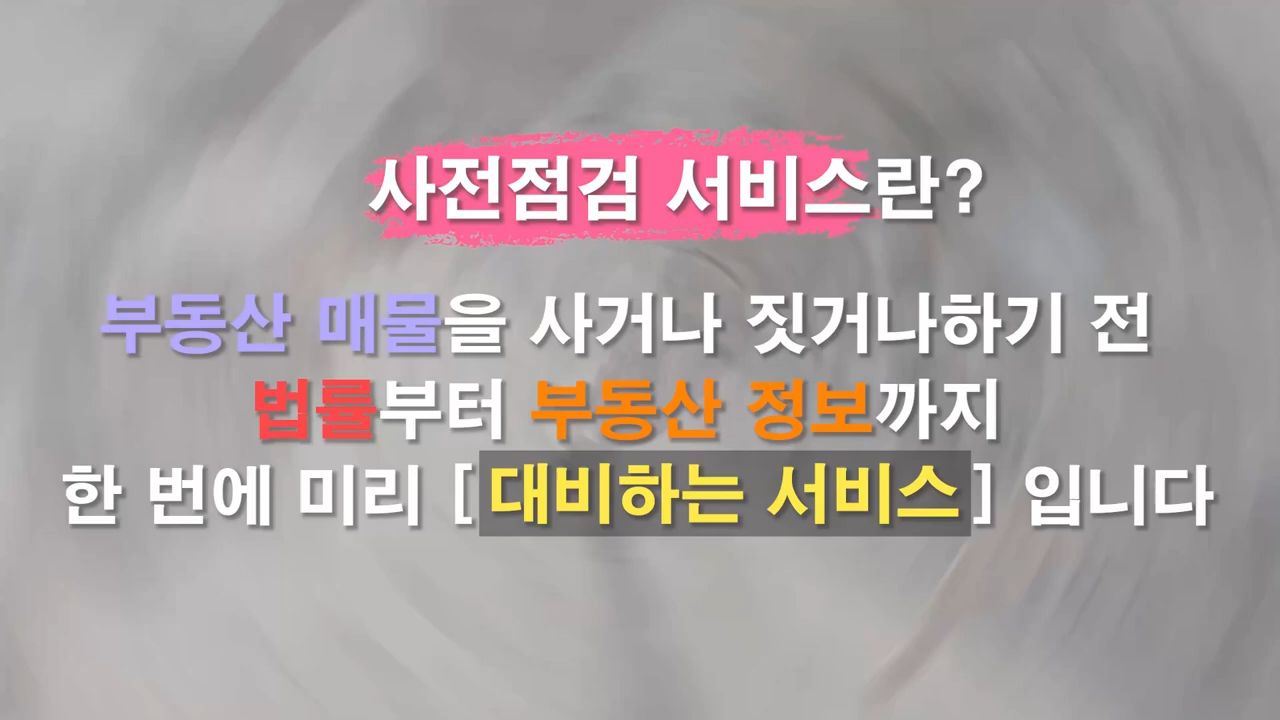 사전점검 서비스란?
부동산 매물을 사거나 짓거나하기 전
법률부터 부동산 정보까지
한 번에 미리 [대비하는 서비스] 입니다